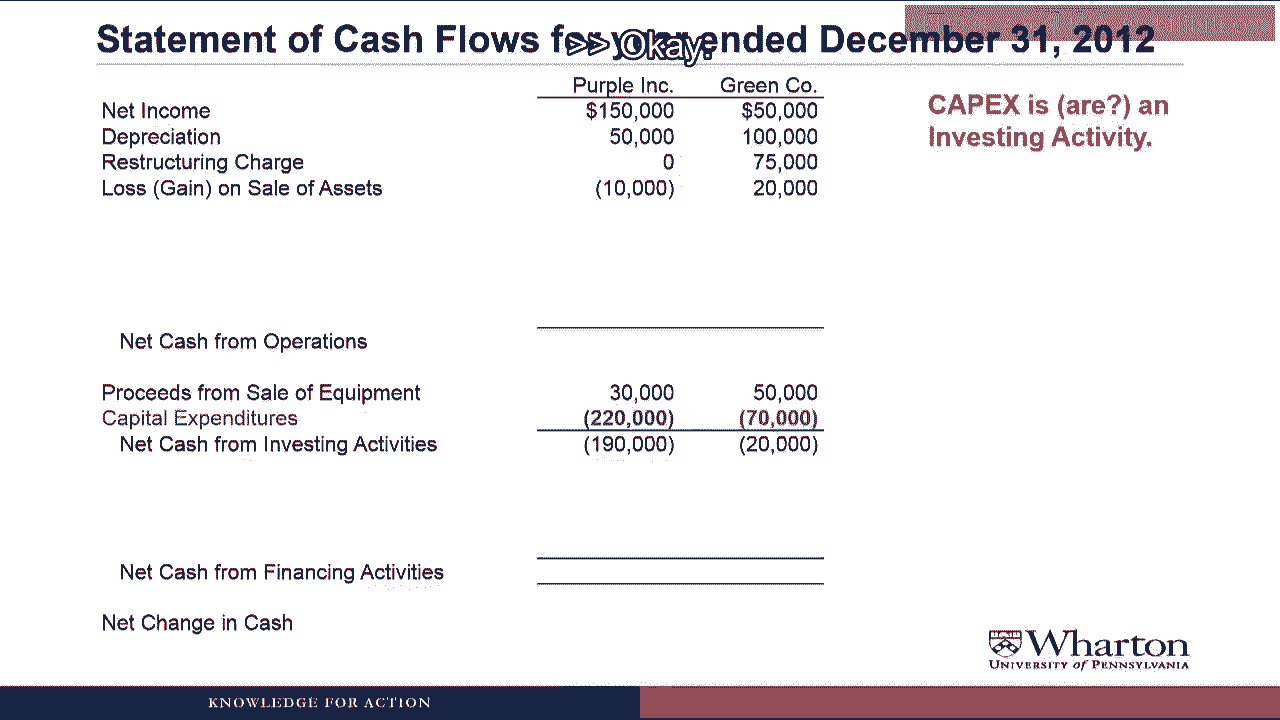 Statement of Cash Flows for year ended December 31, 2012
>> Okay.
Purple Inc. Green Co.
Net Income $150,000 $50,000
Depreciation 50,000 100,000
Restructuring Charge 0 75,000
Loss (Gain) on Sale of Assets (10,000) 20,000
Net Cash from Operations
Proceeds from Sale of Equipment 30,000 50,000
Capital Expenditures (220,000) (70,000)
Net Cash from Investing Activities (190,000) (20,000)
Net Cash from Financing Activities
Net Change in Cash
CAPEX is (are?) an
Investing Activity.
Wharton
UNIVERSITY of PENNSYLVANIA
KNOWLEDGE FOR ACTION